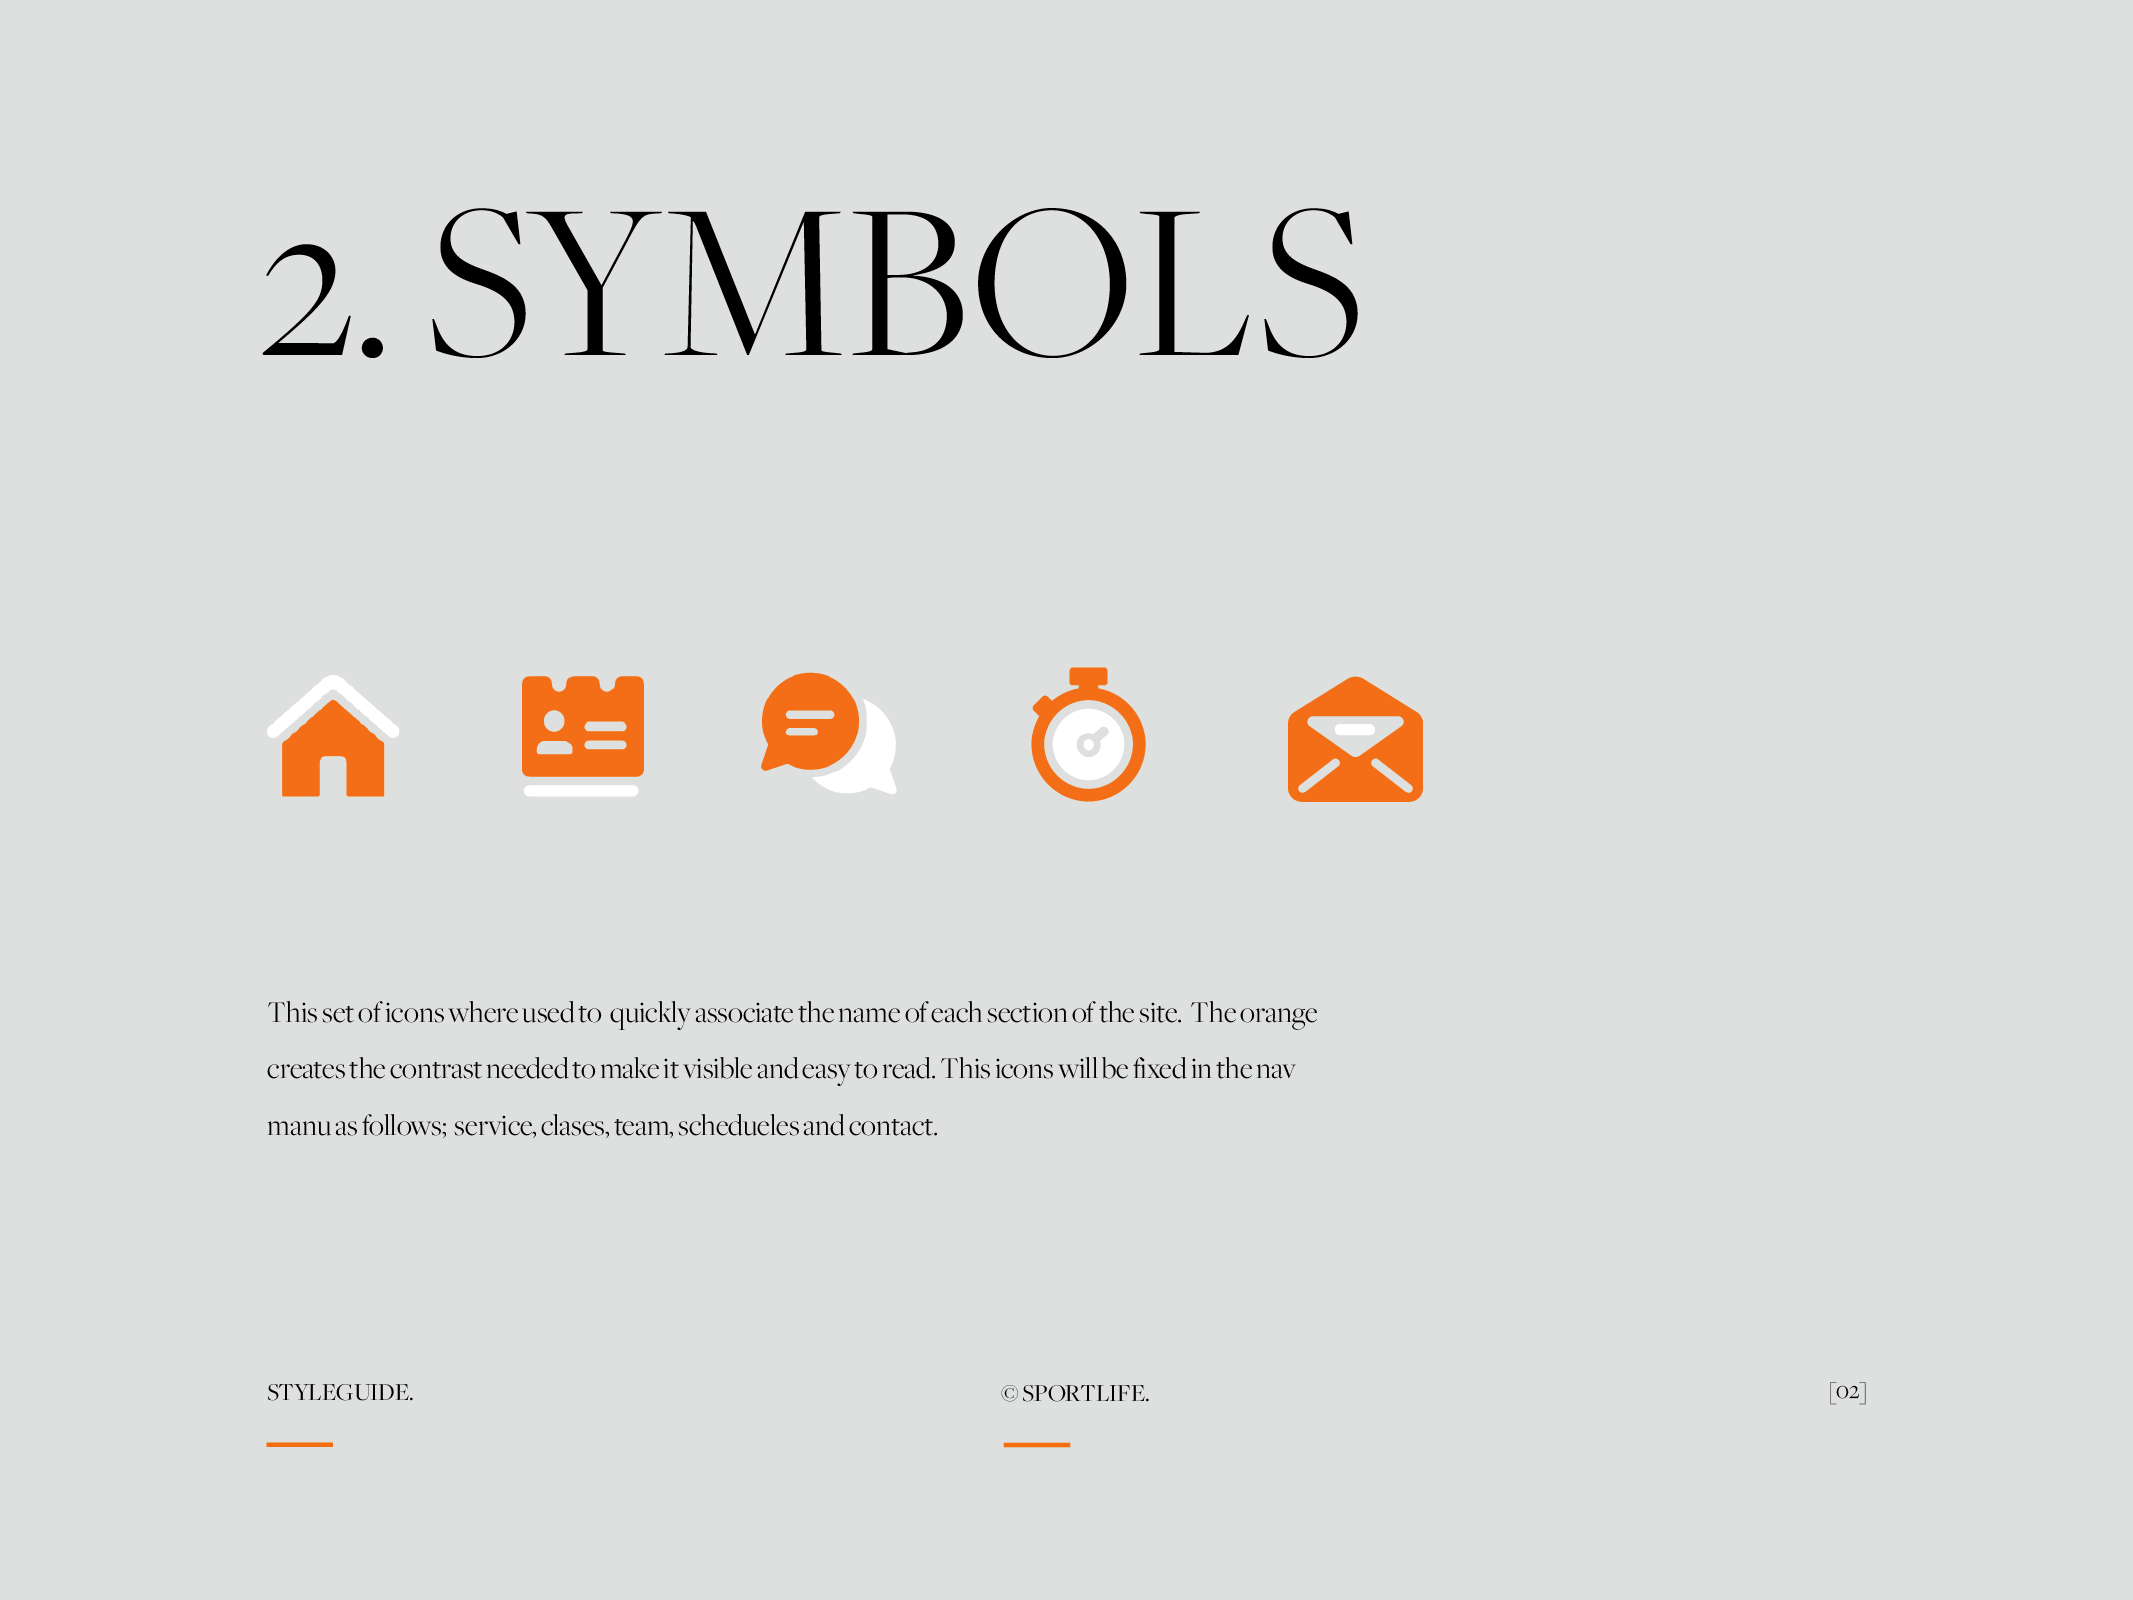 2. SYMBOLS
This set of icons where used to quickly associate the name of each section of the site. The orange
creates the contrast needed to make it visible and easy to read. This icons will be fixed in the nav
manu as follows; service, clases, team, schedueles and contact.
STYLEGUIDE.
© SPORTLIFE.
[02]